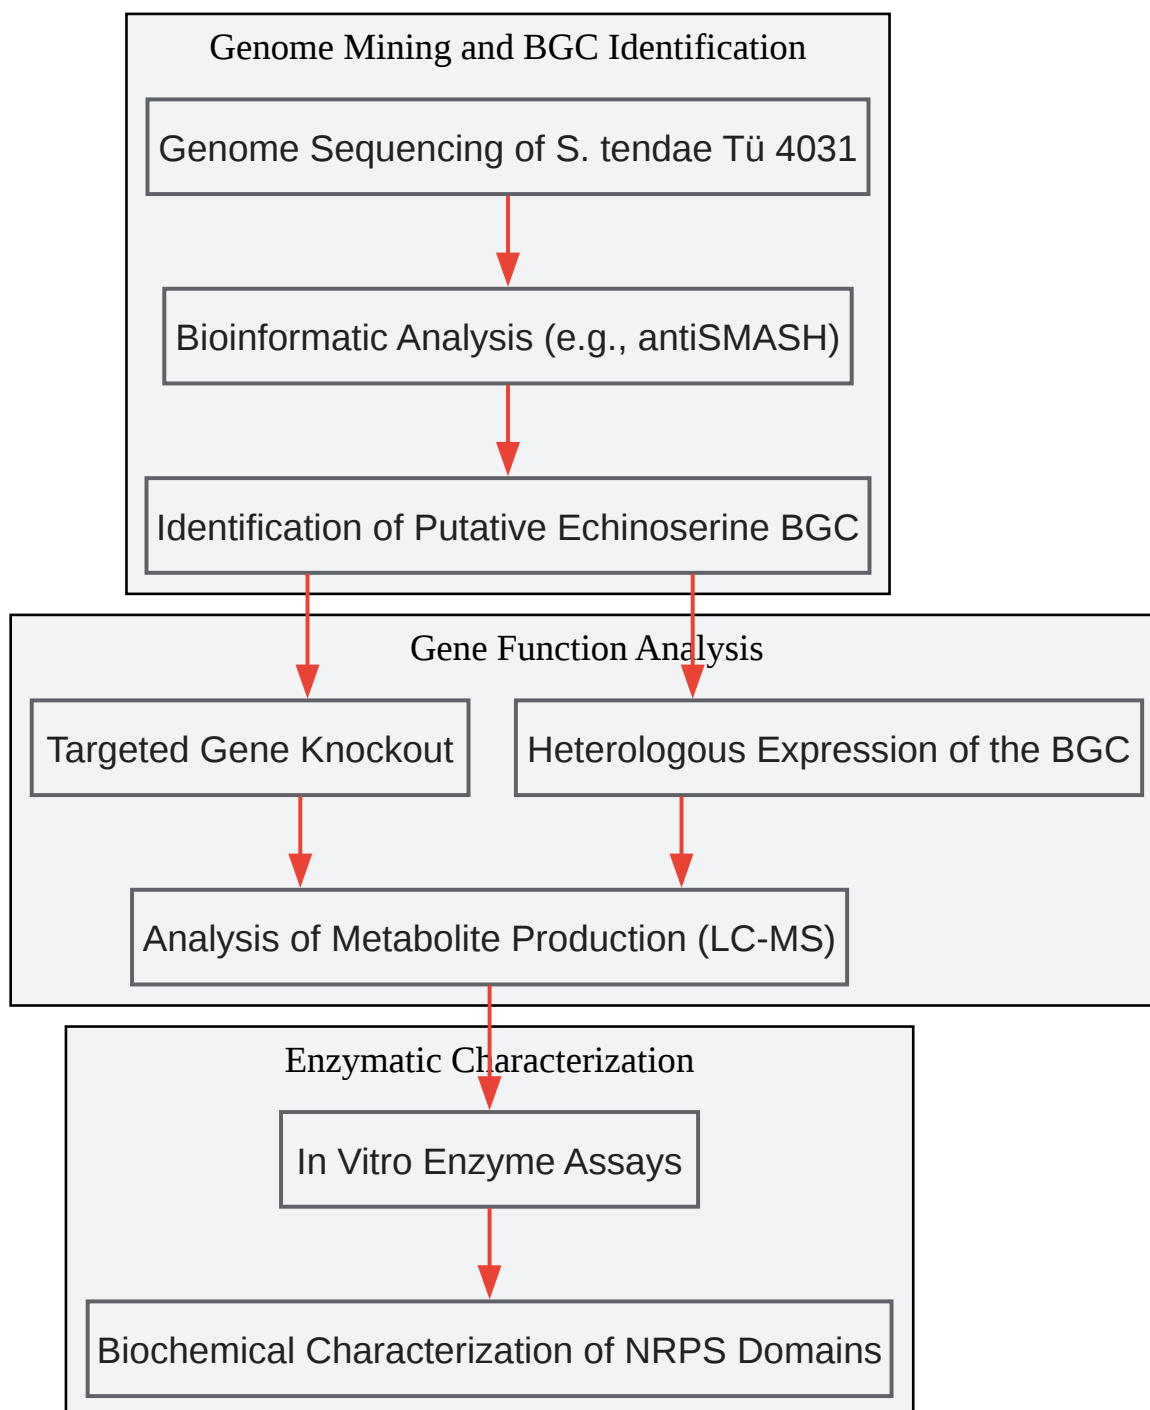 Genome Mining and BGC Identification
Genome Sequencing of S. tendae Tü 4031
Bioinformatic Analysis (e.g., antiSMASH)
Identification of Putative Echinoserine BGC
Gene Function Analysis
Targeted Gene Knockout
Heterologous Expression of the BGC
Analysis of Metabolite Production (LC-MS)
Enzymatic Characterization
In Vitro Enzyme Assays
Biochemical Characterization of NRPS Domains